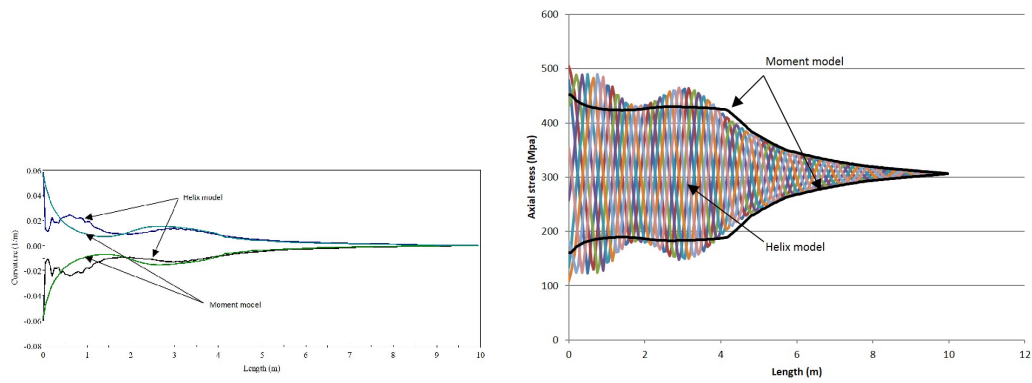 0.06
0.04
0.02
0.00
-0.02
-0.04
-0.06
-0.08
Curvature (1/m)
Helix model
Moment model
0 1 2 3 4 5 6 7 8 9 10
Length (m)
600
500
400
300
200
100
0
Axial stress (Mpa)
Moment model
Helix model
0 2 4 6 8 10 12
Length (m)